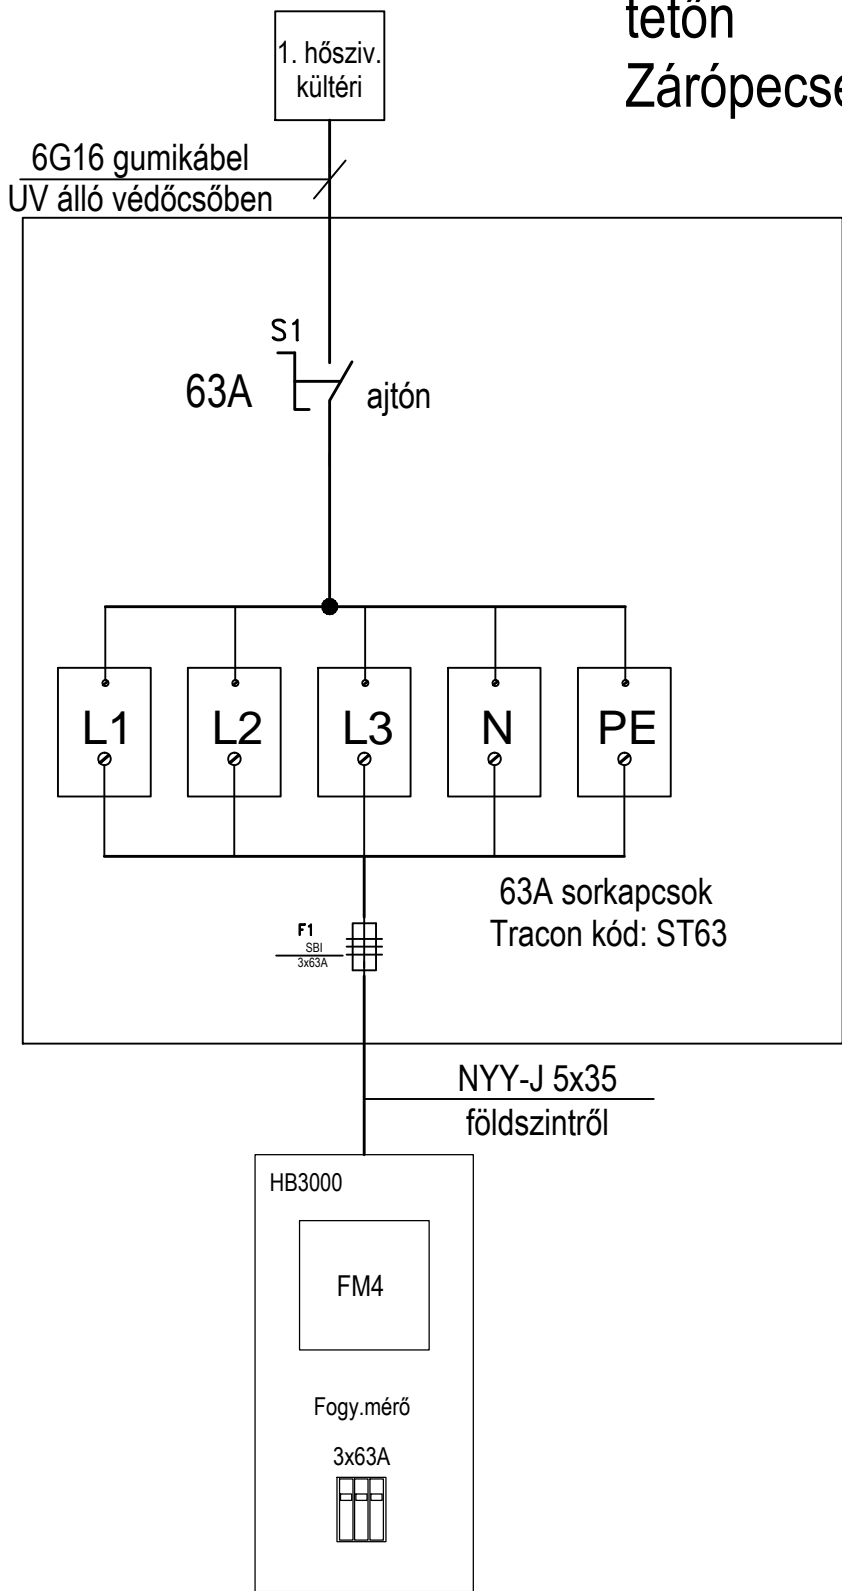 tetőn
1. hősziv.
kültéri
6G16 gumikábel
UV álló védőcsőben
S1
63A
ajtón
L1
L2
L3
N
PE
63A sorkapcsok
Tracon kód: ST63
F1
SBI
3x63A
NYY-J 5x35
földszintről
HB3000
FM4
Fogy.mérő
3x63A